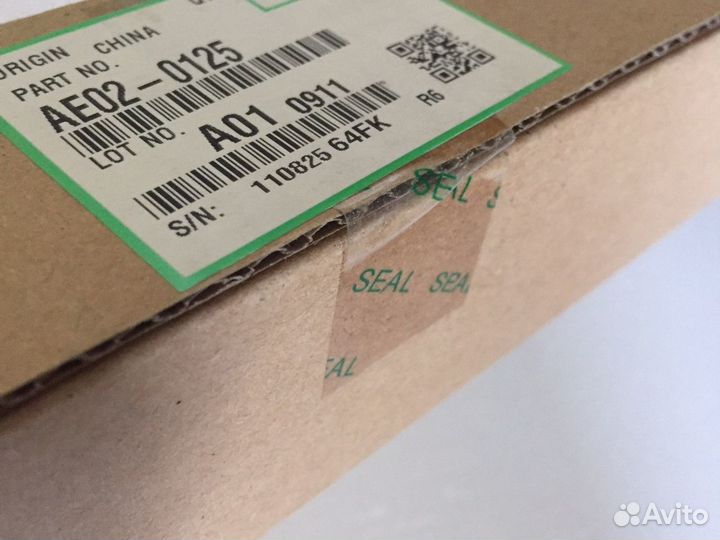 ORIGIN CHINA
PART NO.
AE02-0125
LOT NO. A01 0911
S/N: 110825 64FK
R6
SEAL
SEAL SEAL
EAL
Avito